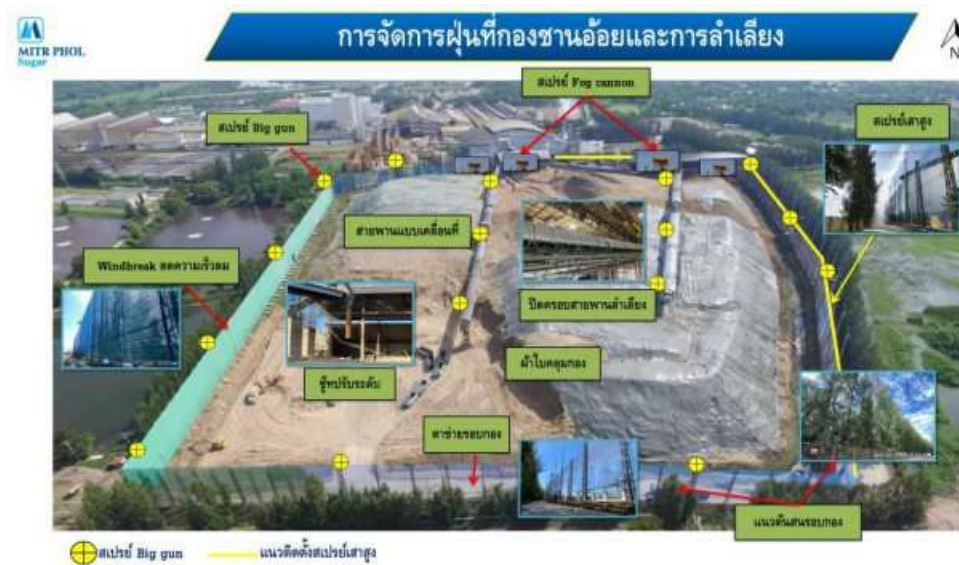 MITR PHOL
Sugar
การจัดการฝุ่นที่กองชานอ้อยและการลำเลียง
N
สเปรย์ Fog cannon
สเปรย์ Big gun
สเปรย์เสาสูง
สายพานแบบเคลื่อนที่
Windbreak ลดความเร็วลม
ปิดครอบสายพานลำเลียง
ชู๊ทปรับระดับ
ผ้าใบคลุมกอง
ตาข่ายรอบกอง
แนวต้นสนรอบกอง
สเปรย์ Big gun
แนวติดตั้งสเปรย์เสาสูง